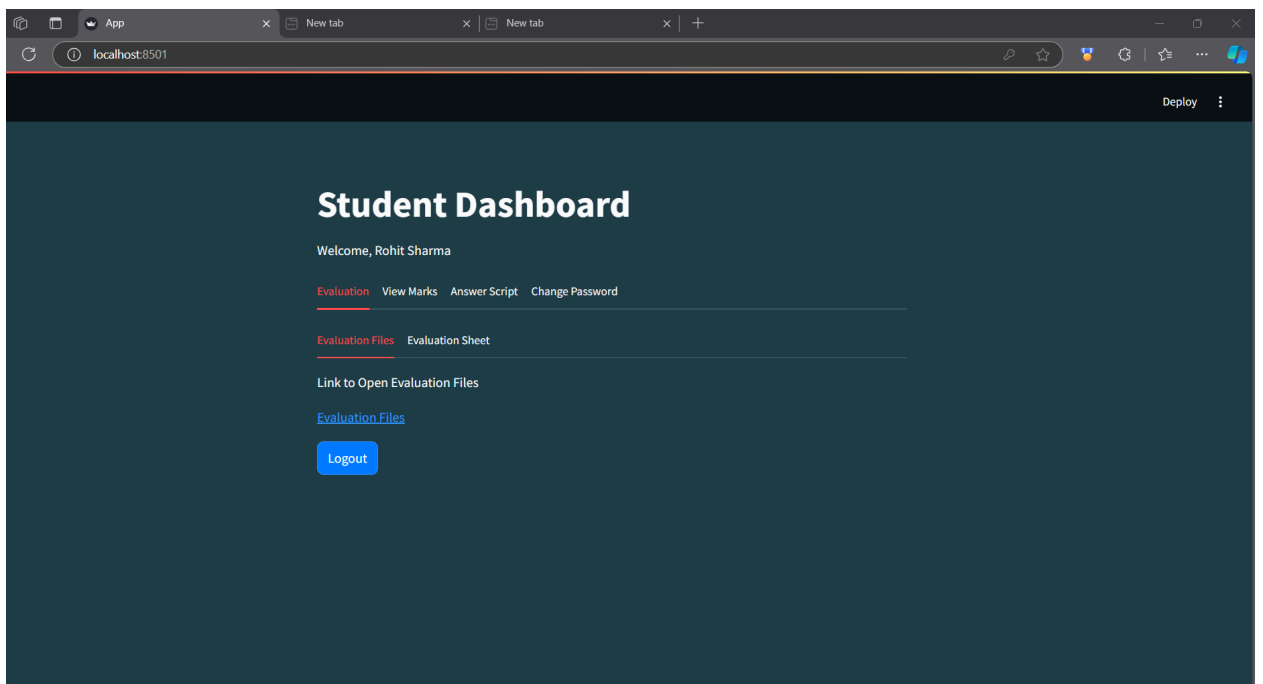 App New tab New tab
localhost:8501
Deploy
Student Dashboard
Welcome, Rohit Sharma
Evaluation View Marks Answer Script Change Password
Evaluation Files Evaluation Sheet
Link to Open Evaluation Files
Evaluation Files
Logout